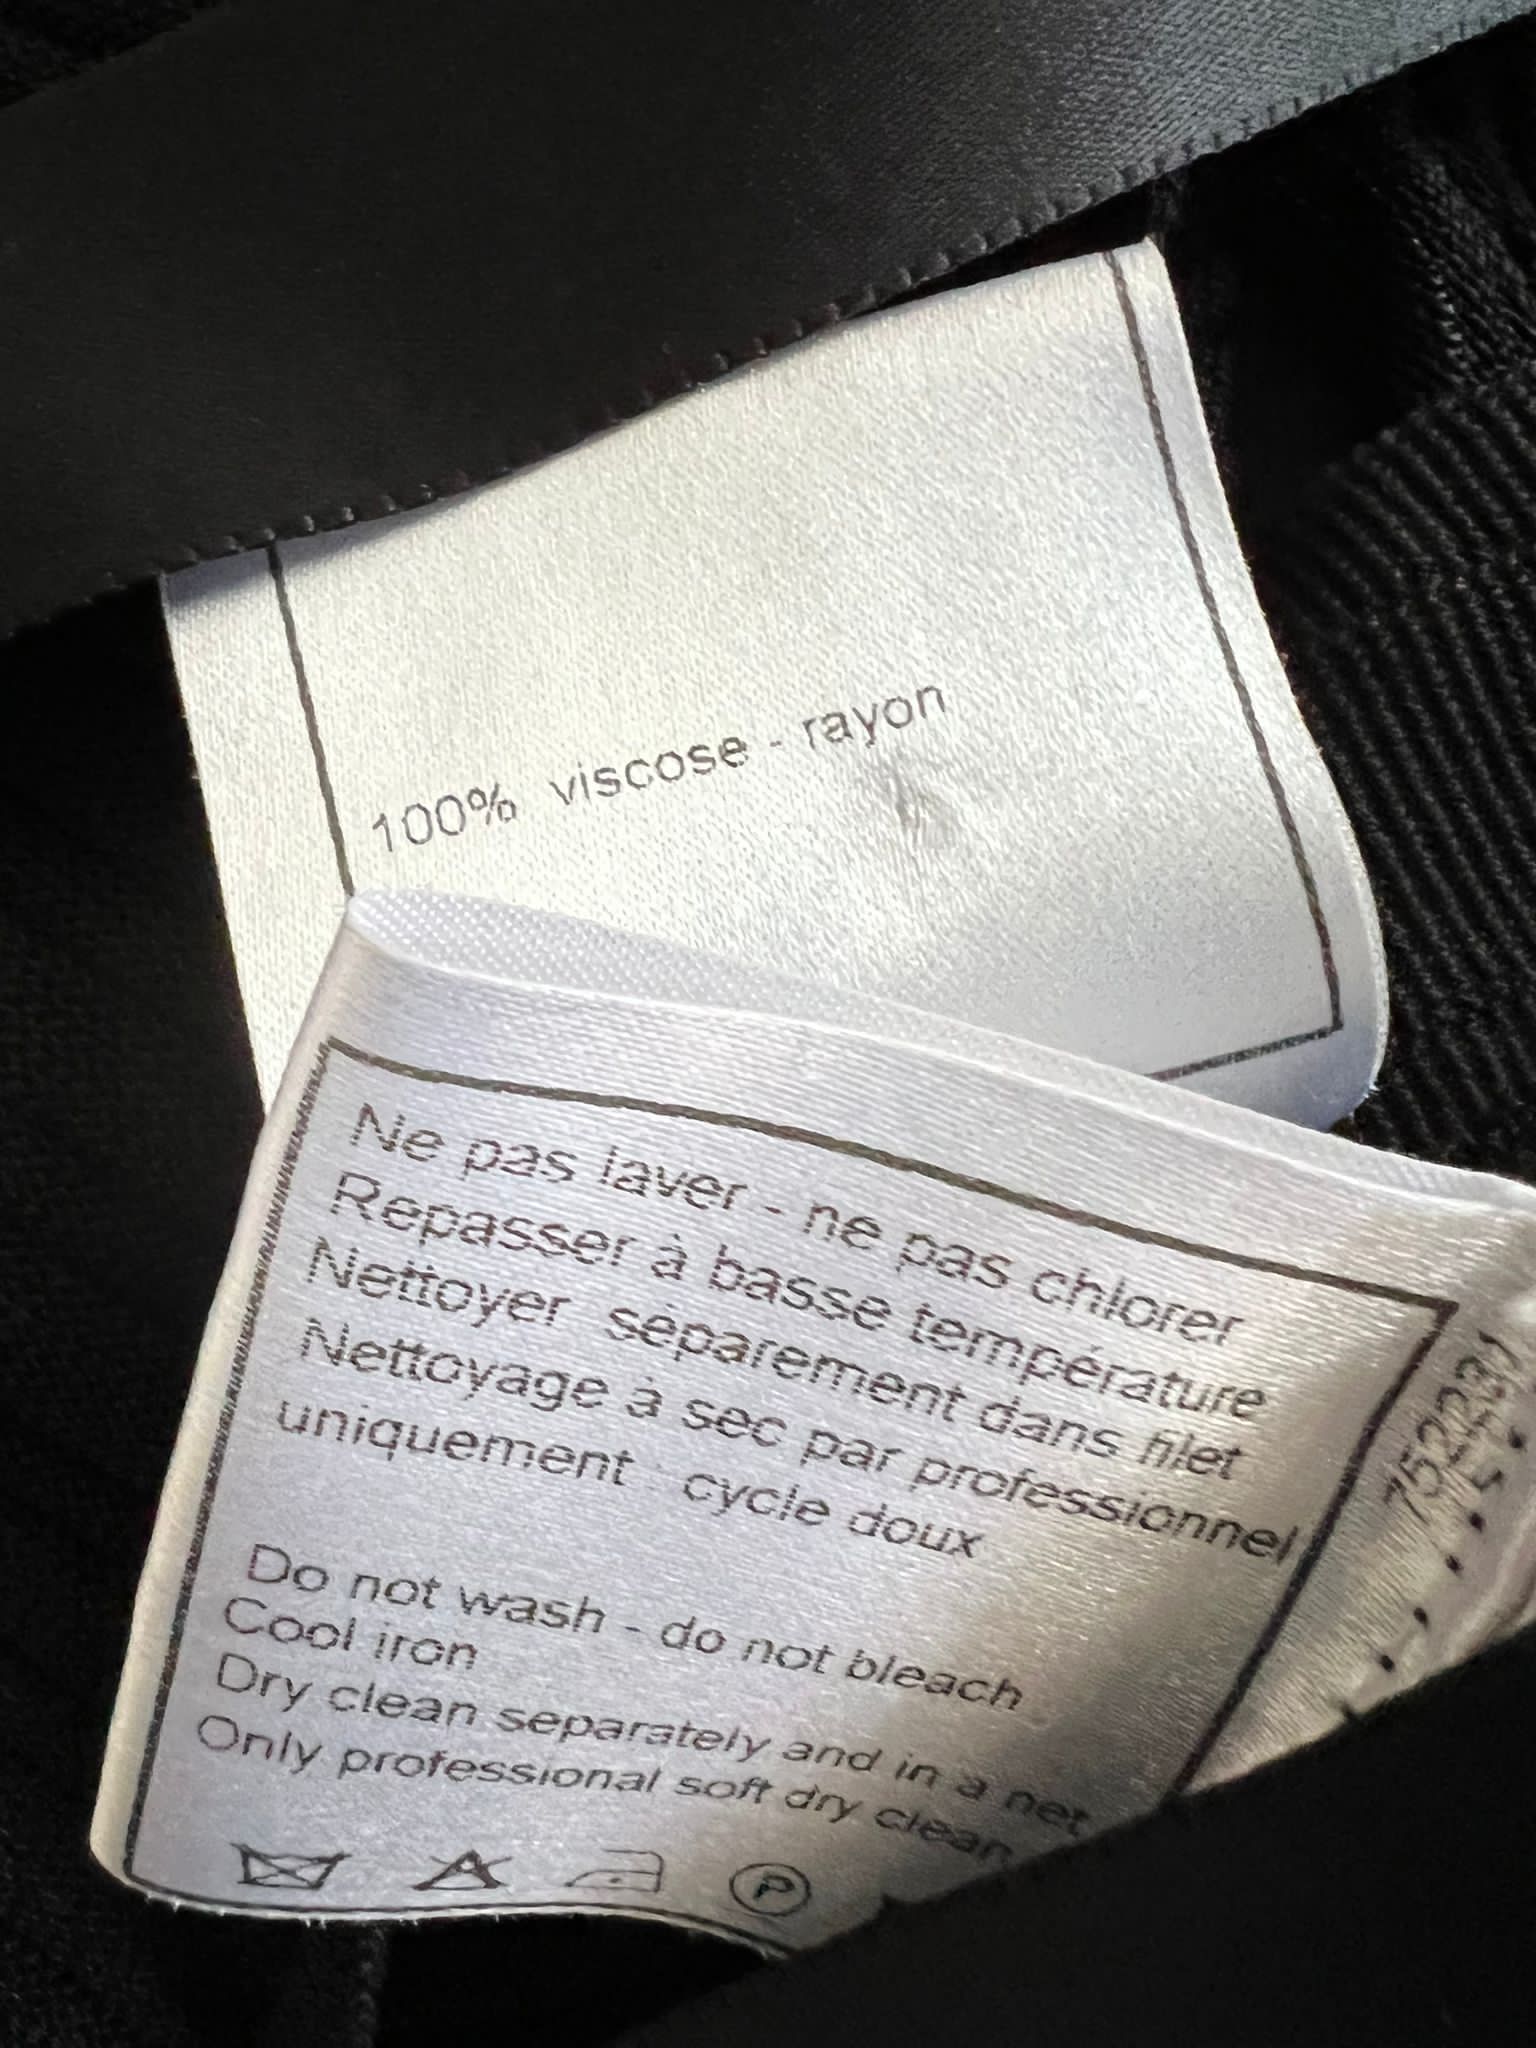 100% viscose - rayon
Ne pas laver - ne pas chlorer
Repasser à basse température
Nettoyer séparement dans filet
Nettoyage à sec par professionnel
uniquement cycle doux
Do not wash - do not bleach
Cool iron
Dry clean separately and in a net
Only professional soft dry clean
P